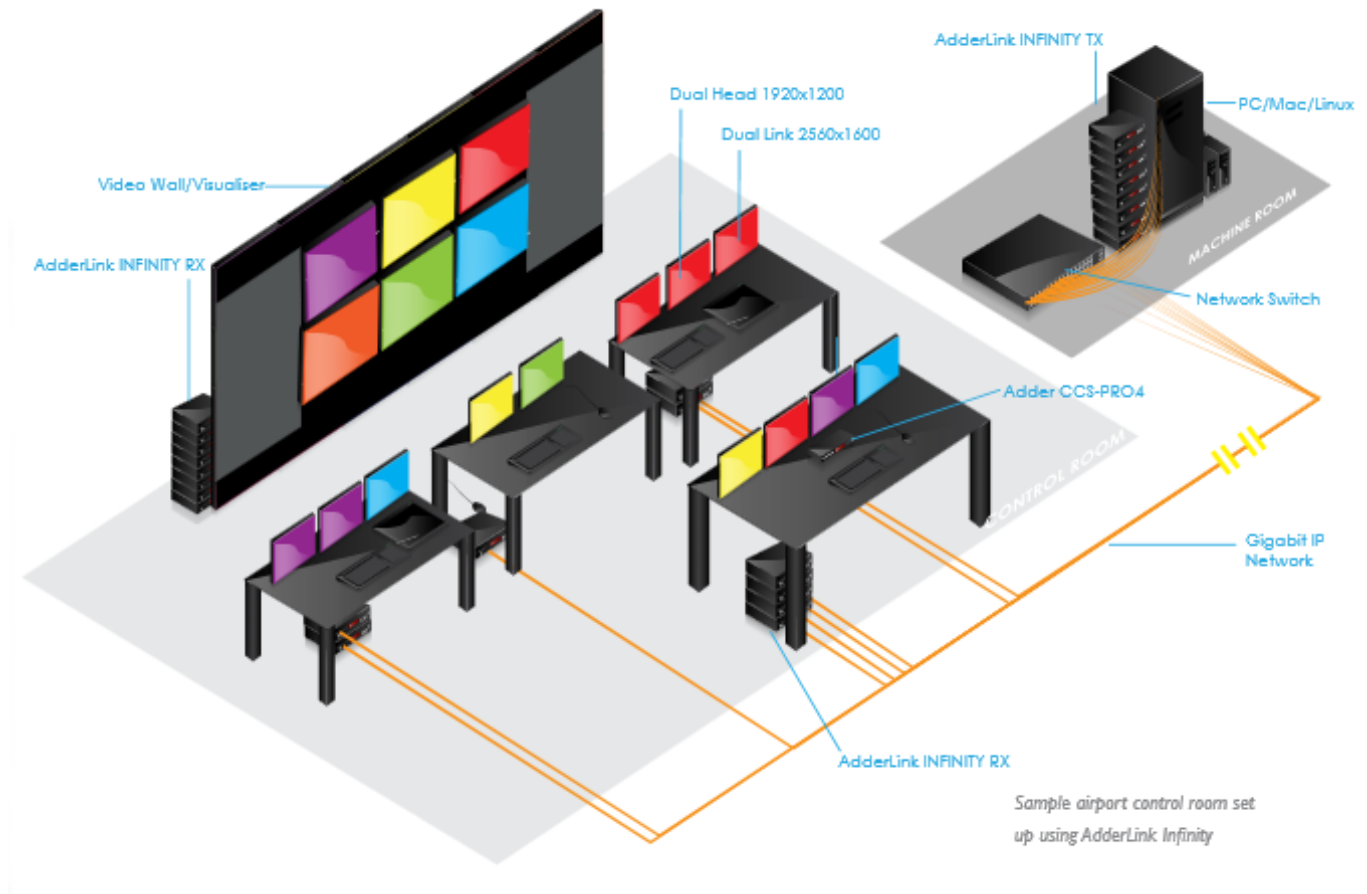 AdderLink INFINITY TX
Dual Head 1920x1200
PC/Mac/Linux
Dual Link 2560x1600
Video Wall/Visualiser
MACHINE ROOM
AdderLink INFINITY RX
Network Switch
Adder CCS-PRO4
CONTROL ROOM
Gigabit IP
Network
AdderLink INFINITY RX
Sample airport control room set
up using AdderLink Infinity